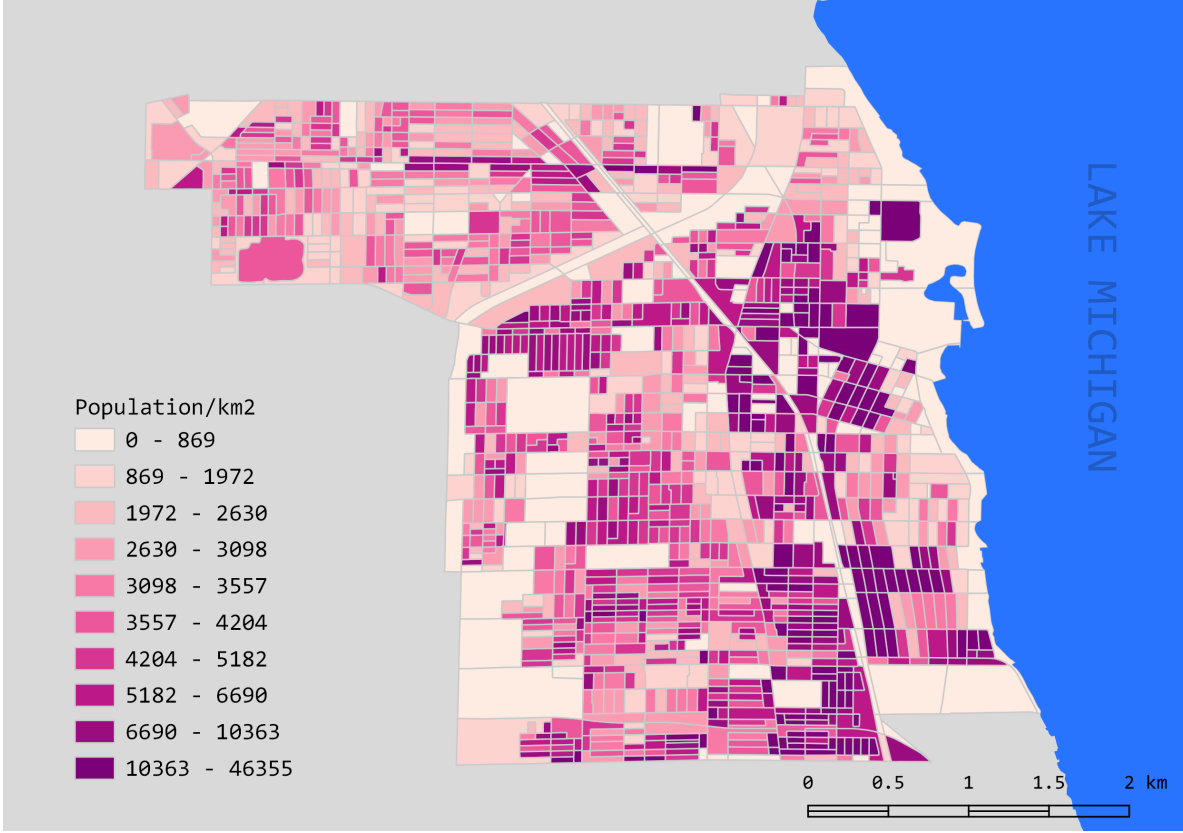 LAKE MICHIGAN
Population/km2
0 - 869
869 - 1972
1972 - 2630
2630 - 3098
3098 - 3557
3557 - 4204
4204 - 5182
5182 - 6690
6690 - 10363
10363 - 46355
0 0.5 1 1.5 2 km